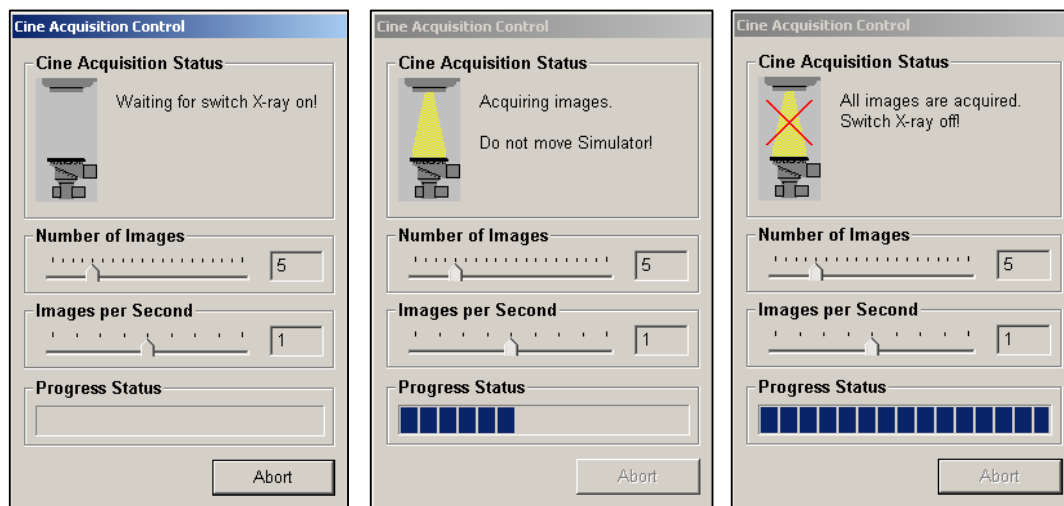 Cine Acquisition Control
Cine Acquisition Status
Waiting for switch X-ray on!
Number of Images
5
Images per Second
1
Progress Status
Abort
Cine Acquisition Control
Cine Acquisition Status
Acquiring images.
Do not move Simulator!
Number of Images
5
Images per Second
1
Progress Status
Abort
Cine Acquisition Control
Cine Acquisition Status
All images are acquired.
Switch X-ray off!
Number of Images
5
Images per Second
1
Progress Status
Abort